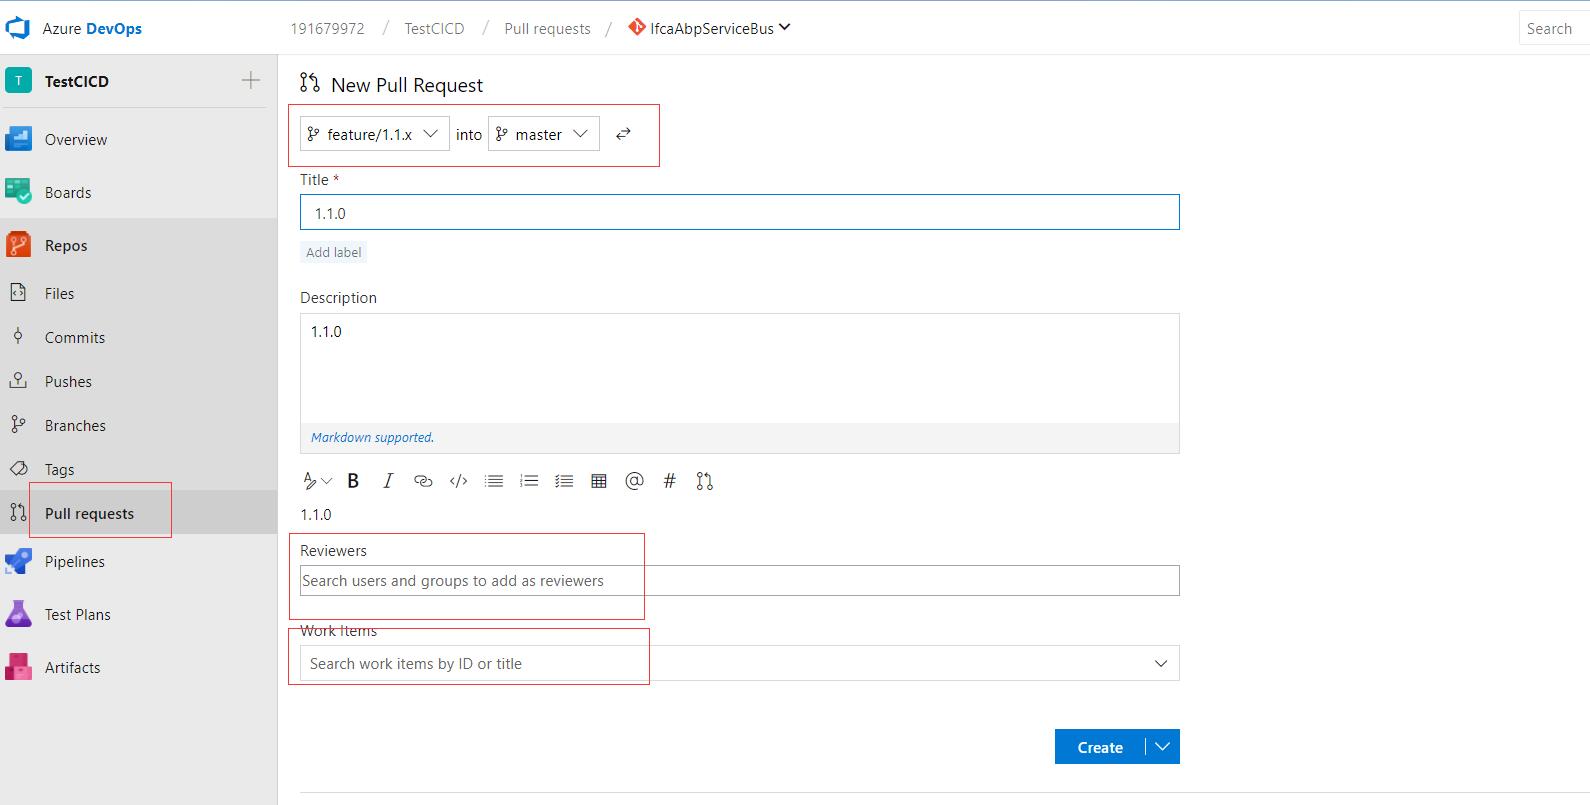 Azure DevOps
191679972 / TestCICD / Pull requests / IfcaAbpServiceBus
Search
T TestCICD
Overview
Boards
Repos
Files
Commits
Pushes
Branches
Tags
Pull requests
Pipelines
Test Plans
Artifacts
New Pull Request
feature/1.1.x into master
Title *
1.1.0
Add label
Description
1.1.0
Markdown supported.
B I </> @ #
1.1.0
Reviewers
Search users and groups to add as reviewers
Work Items
Search work items by ID or title
Create